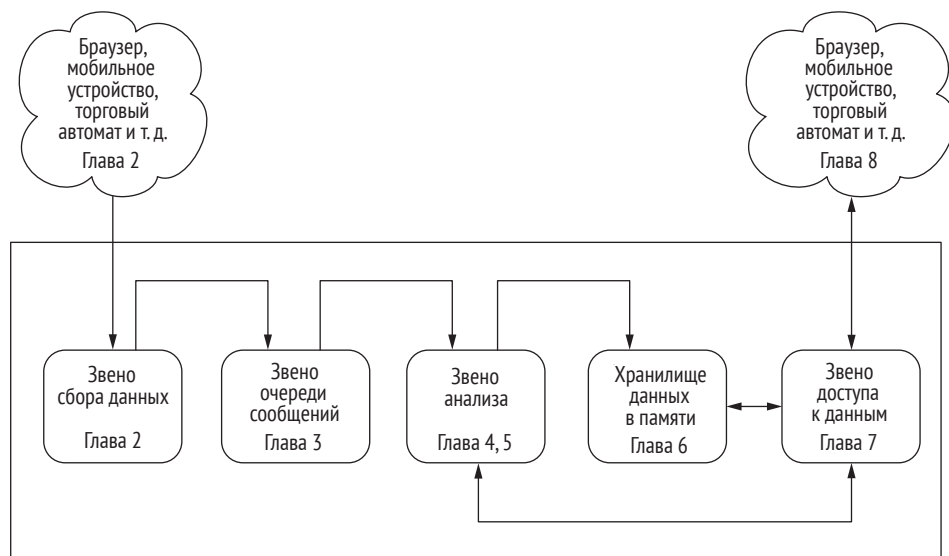 Браузер,
мобильное
устройство,
торговый
автомат и т. д.
Глава 2
Браузер,
мобильное
устройство,
торговый
автомат и т. д.
Глава 8
Звено
сбора данных
Глава 2
Звено
очереди
сообщений
Глава 3
Звено
анализа
Глава 4, 5
Хранилище
данных
в памяти
Глава 6
Звено
доступа
к данным
Глава 7